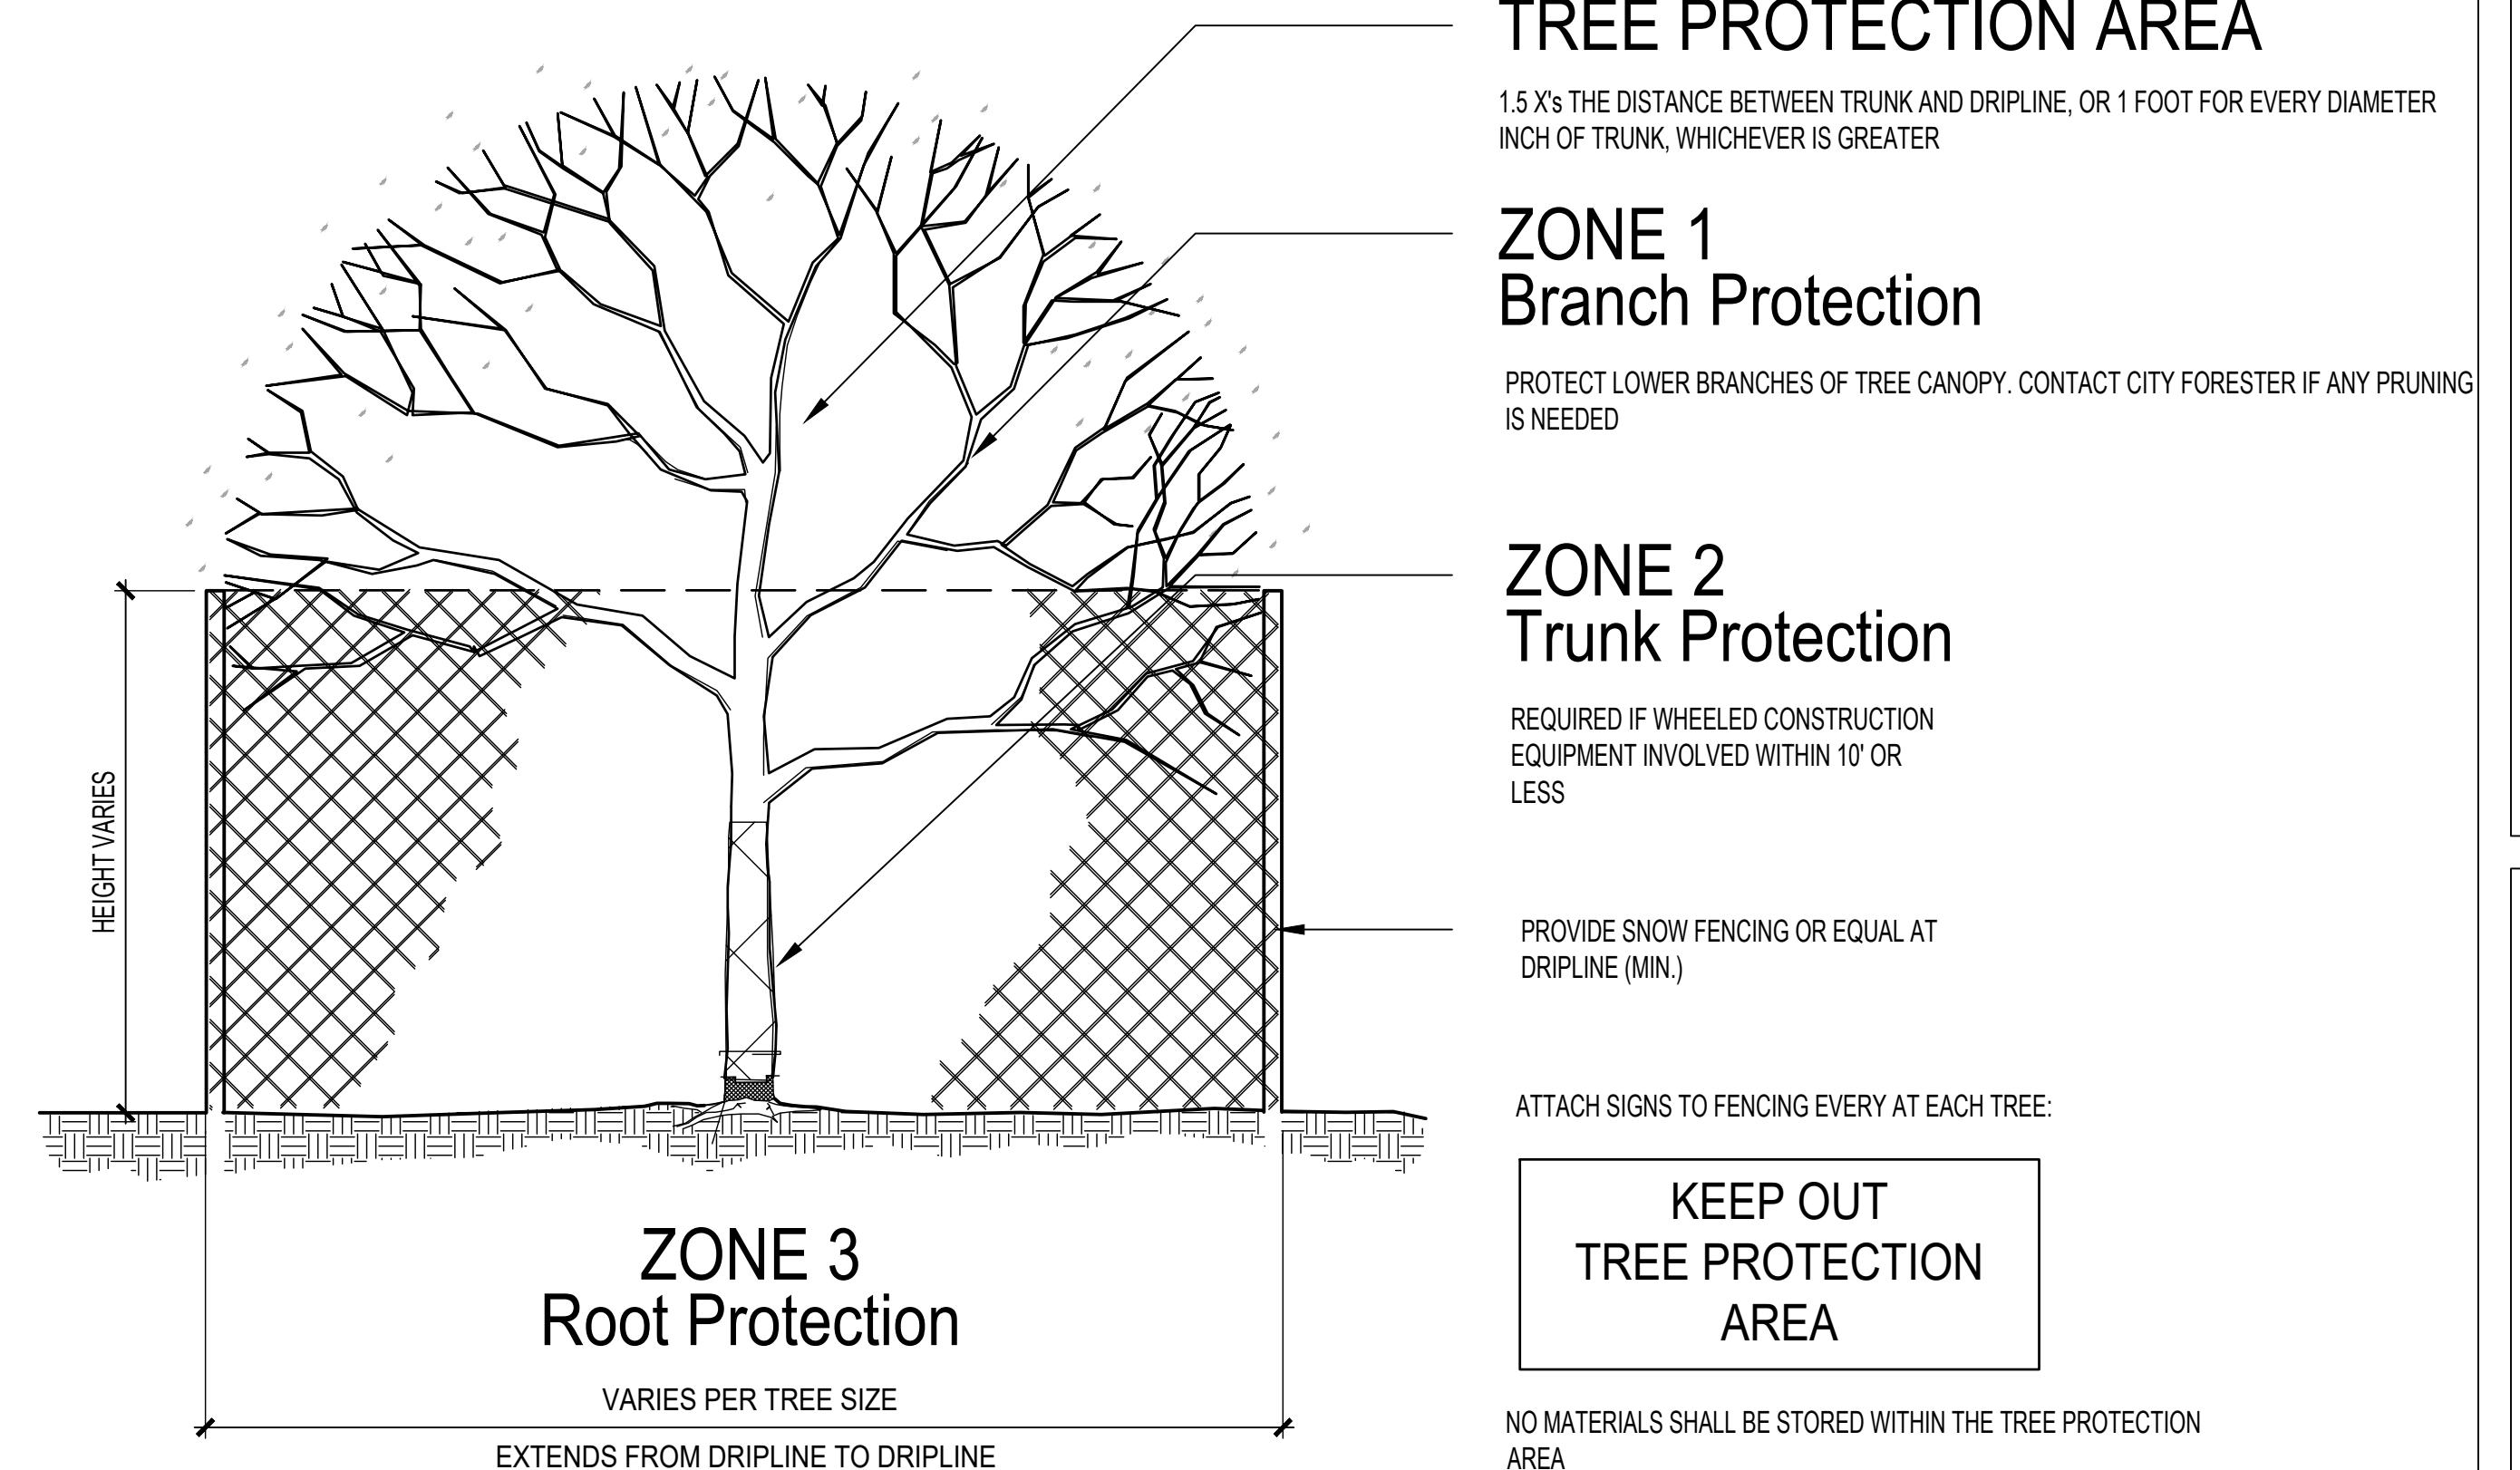 TREE PROTECTION AREA
1.5 X's THE DISTANCE BETWEEN TRUNK AND DRIPLINE, OR 1 FOOT FOR EVERY DIAMETER
INCH OF TRUNK, WHICHEVER IS GREATER
ZONE 1
Branch Protection
PROTECT LOWER BRANCHES OF TREE CANOPY. CONTACT CITY FORESTER IF ANY PRUNING
IS NEEDED
ZONE 2
Trunk Protection
REQUIRED IF WHEELED CONSTRUCTION
EQUIPMENT INVOLVED WITHIN 10' OR
LESS
HEIGHT VARIES
PROVIDE SNOW FENCING OR EQUAL AT
DRIPLINE (MIN.)
ATTACH SIGNS TO FENCING EVERY AT EACH TREE:
KEEP OUT
TREE PROTECTION
AREA
ZONE 3
Root Protection
VARIES PER TREE SIZE
EXTENDS FROM DRIPLINE TO DRIPLINE
NO MATERIALS SHALL BE STORED WITHIN THE TREE PROTECTION
AREA